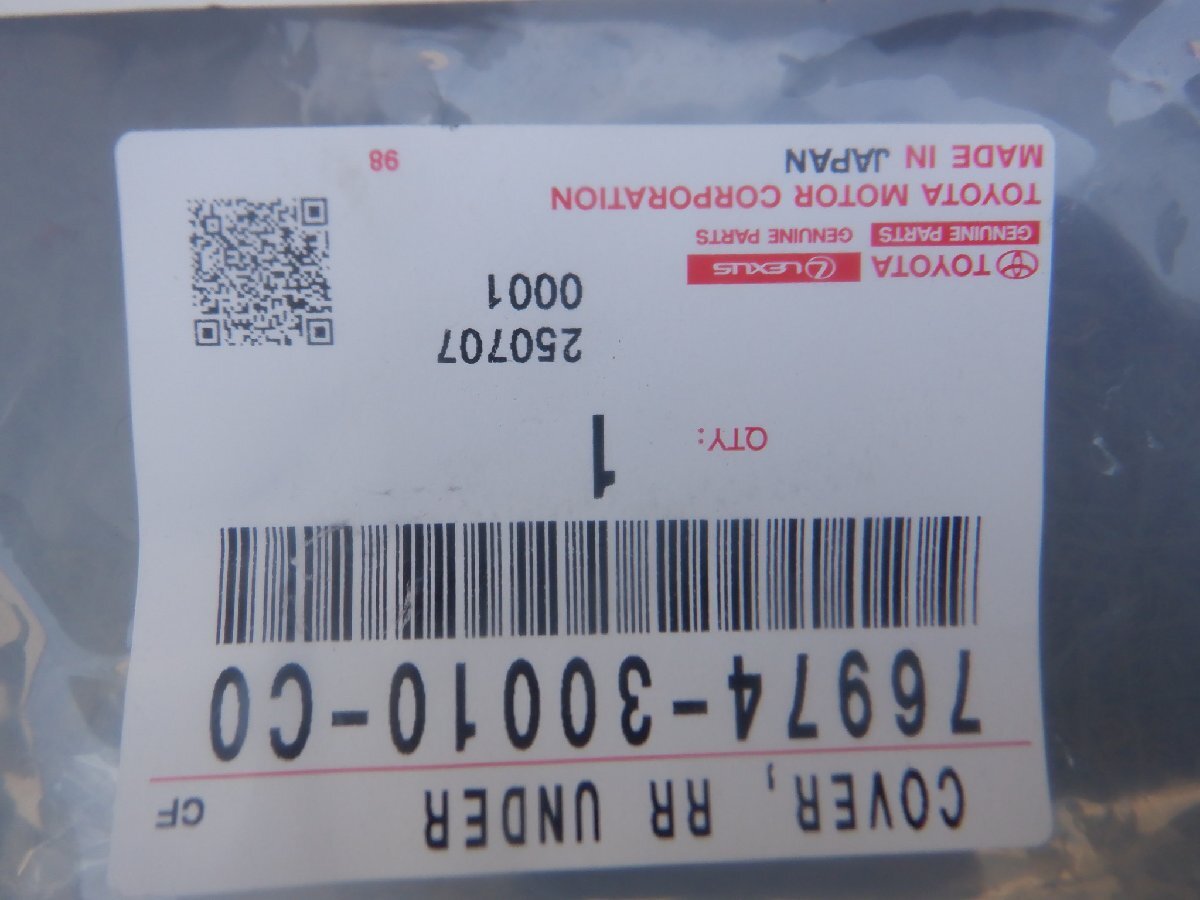 COVER, RR UNDER CF
76974-30010-C0
QTY: 1
250707
0001
TOYOTA LEXUS
GENUINE PARTS GENUINE PARTS
TOYOTA MOTOR CORPORATION
MADE IN JAPAN 98